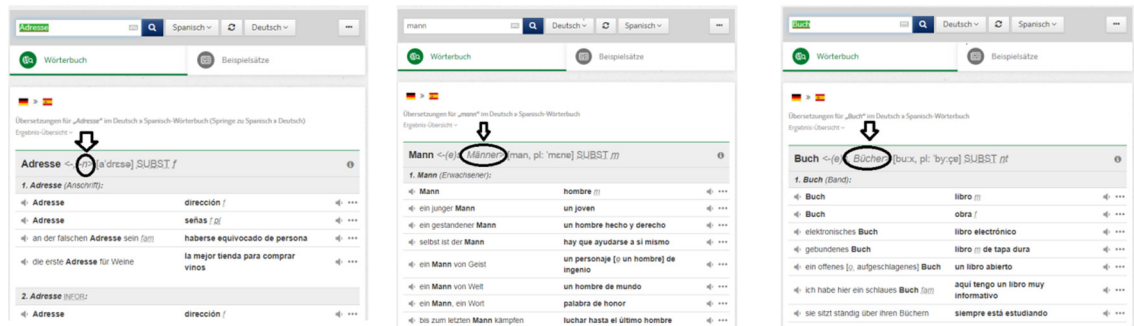 Adresse
Spanisch
Deutsch
Wörterbuch
Beispielsätze
Übersetzungen für „Adresse“ im Deutsch » Spanisch-Wörterbuch (Springe zu Spanisch » Deutsch)
Ergebnis-Übersicht
Adresse <-, -n> [aˈdrɛsə] SUBST f
1. Adresse (Anschrift):
Adresse dirección f
Adresse señas f pl
an der falschen Adresse sein fam haberse equivocado de persona
die erste Adresse für Weine la mejor tienda para comprar
vinos
2. Adresse INFOR:
Adresse dirección f
mann
Deutsch
Spanisch
Wörterbuch
Beispielsätze
Übersetzungen für „mann“ im Deutsch » Spanisch-Wörterbuch
Ergebnis-Übersicht
Mann <-(e)s, Männer> [man, pl: ˈmɛnɐ] SUBST m
1. Mann (Erwachsener):
Mann hombre m
ein junger Mann un joven
ein gestandener Mann un hombre hecho y derecho
selbst ist der Mann hay que ayudarse a sí mismo
ein Mann von Geist un personaje [o un hombre] de
ingenio
ein Mann von Welt un hombre de mundo
ein Mann, ein Wort palabra de honor
bis zum letzten Mann kämpfen luchar hasta el último hombre
Buch
Deutsch
Spanisch
Wörterbuch
Beispielsätze
Übersetzungen für „Buch“ im Deutsch » Spanisch-Wörterbuch
Ergebnis-Übersicht
Buch <-(e)s, Bücher> [buːx, pl: ˈbyːçɐ] SUBST nt
1. Buch (Band):
Buch libro m
Buch obra f
elektronisches Buch libro electrónico
gebundenes Buch libro m de tapa dura
ein offenes [o. aufgeschlagenes] Buch un libro abierto
ich habe hier ein schlaues Buch fam aquí tengo un libro muy
informativo
sie sitzt ständig über ihren Büchern siempre está estudiando